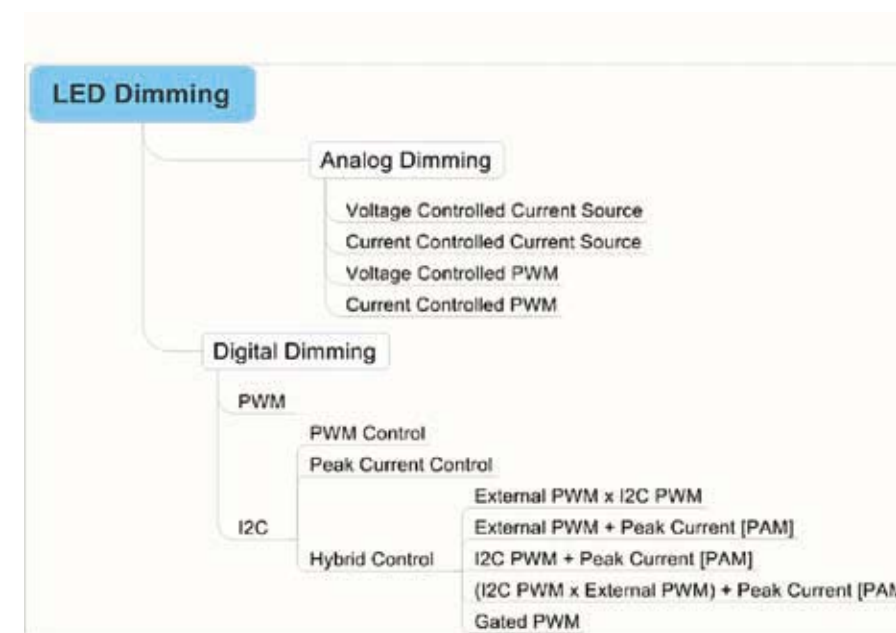 LED Dimming
Analog Dimming
Voltage Controlled Current Source
Current Controlled Current Source
Voltage Controlled PWM
Current Controlled PWM
Digital Dimming
PWM
PWM Control
Peak Current Control
External PWM x I2C PWM
I2C
External PWM + Peak Current [PAM]
Hybrid Control
I2C PWM + Peak Current [PAM]
(I2C PWM x External PWM) + Peak Current [PAM
Gated PWM